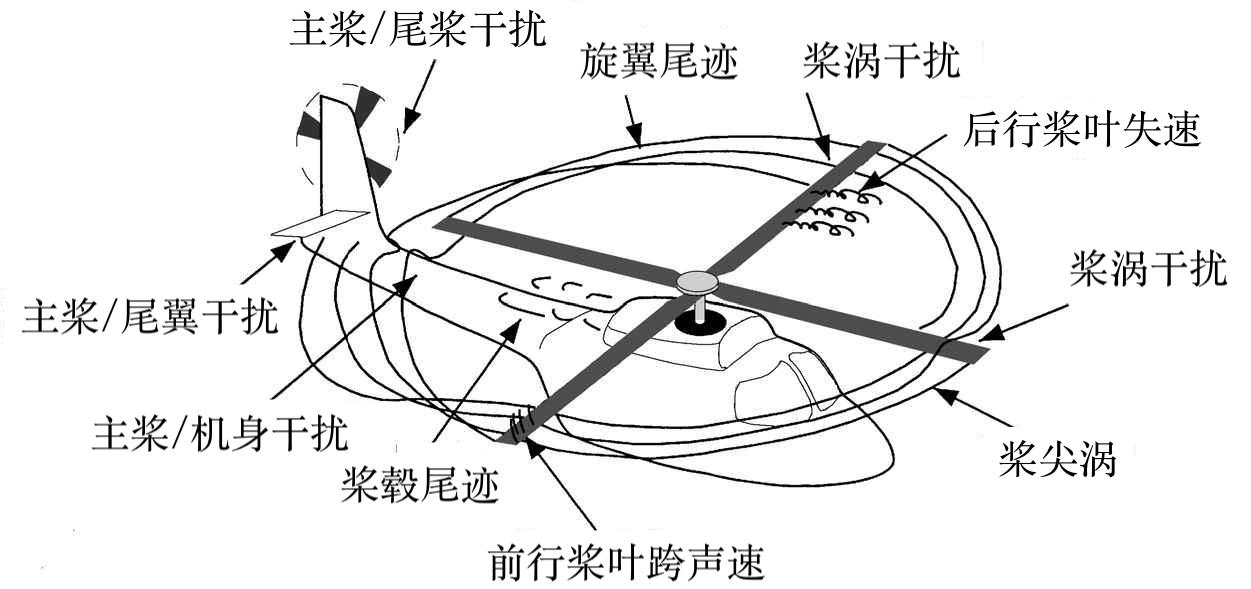 主桨/尾桨干扰
旋翼尾迹
桨涡干扰
后行桨叶失速
桨涡干扰
主桨/尾翼干扰
主桨/机身干扰
桨毂尾迹
桨尖涡
前行桨叶跨声速